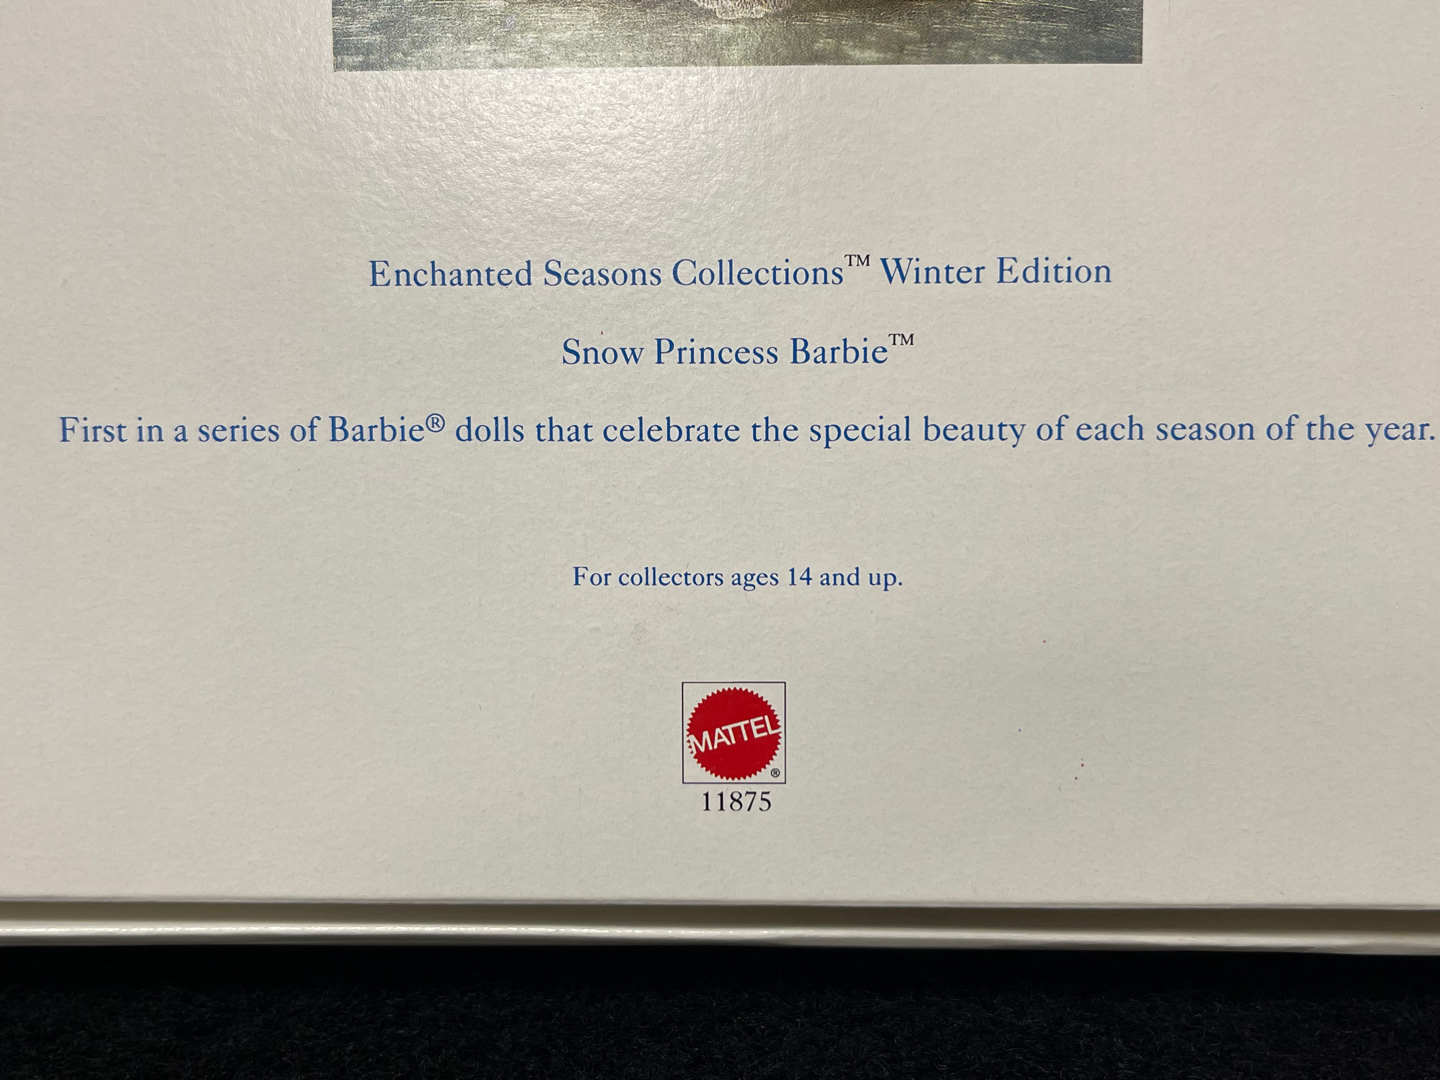 Enchanted Seasons Collections™ Winter Edition
Snow Princess Barbie™
First in a series of Barbie® dolls that celebrate the special beauty of each season of the year.
For collectors ages 14 and up.
MATTEL
®
11875